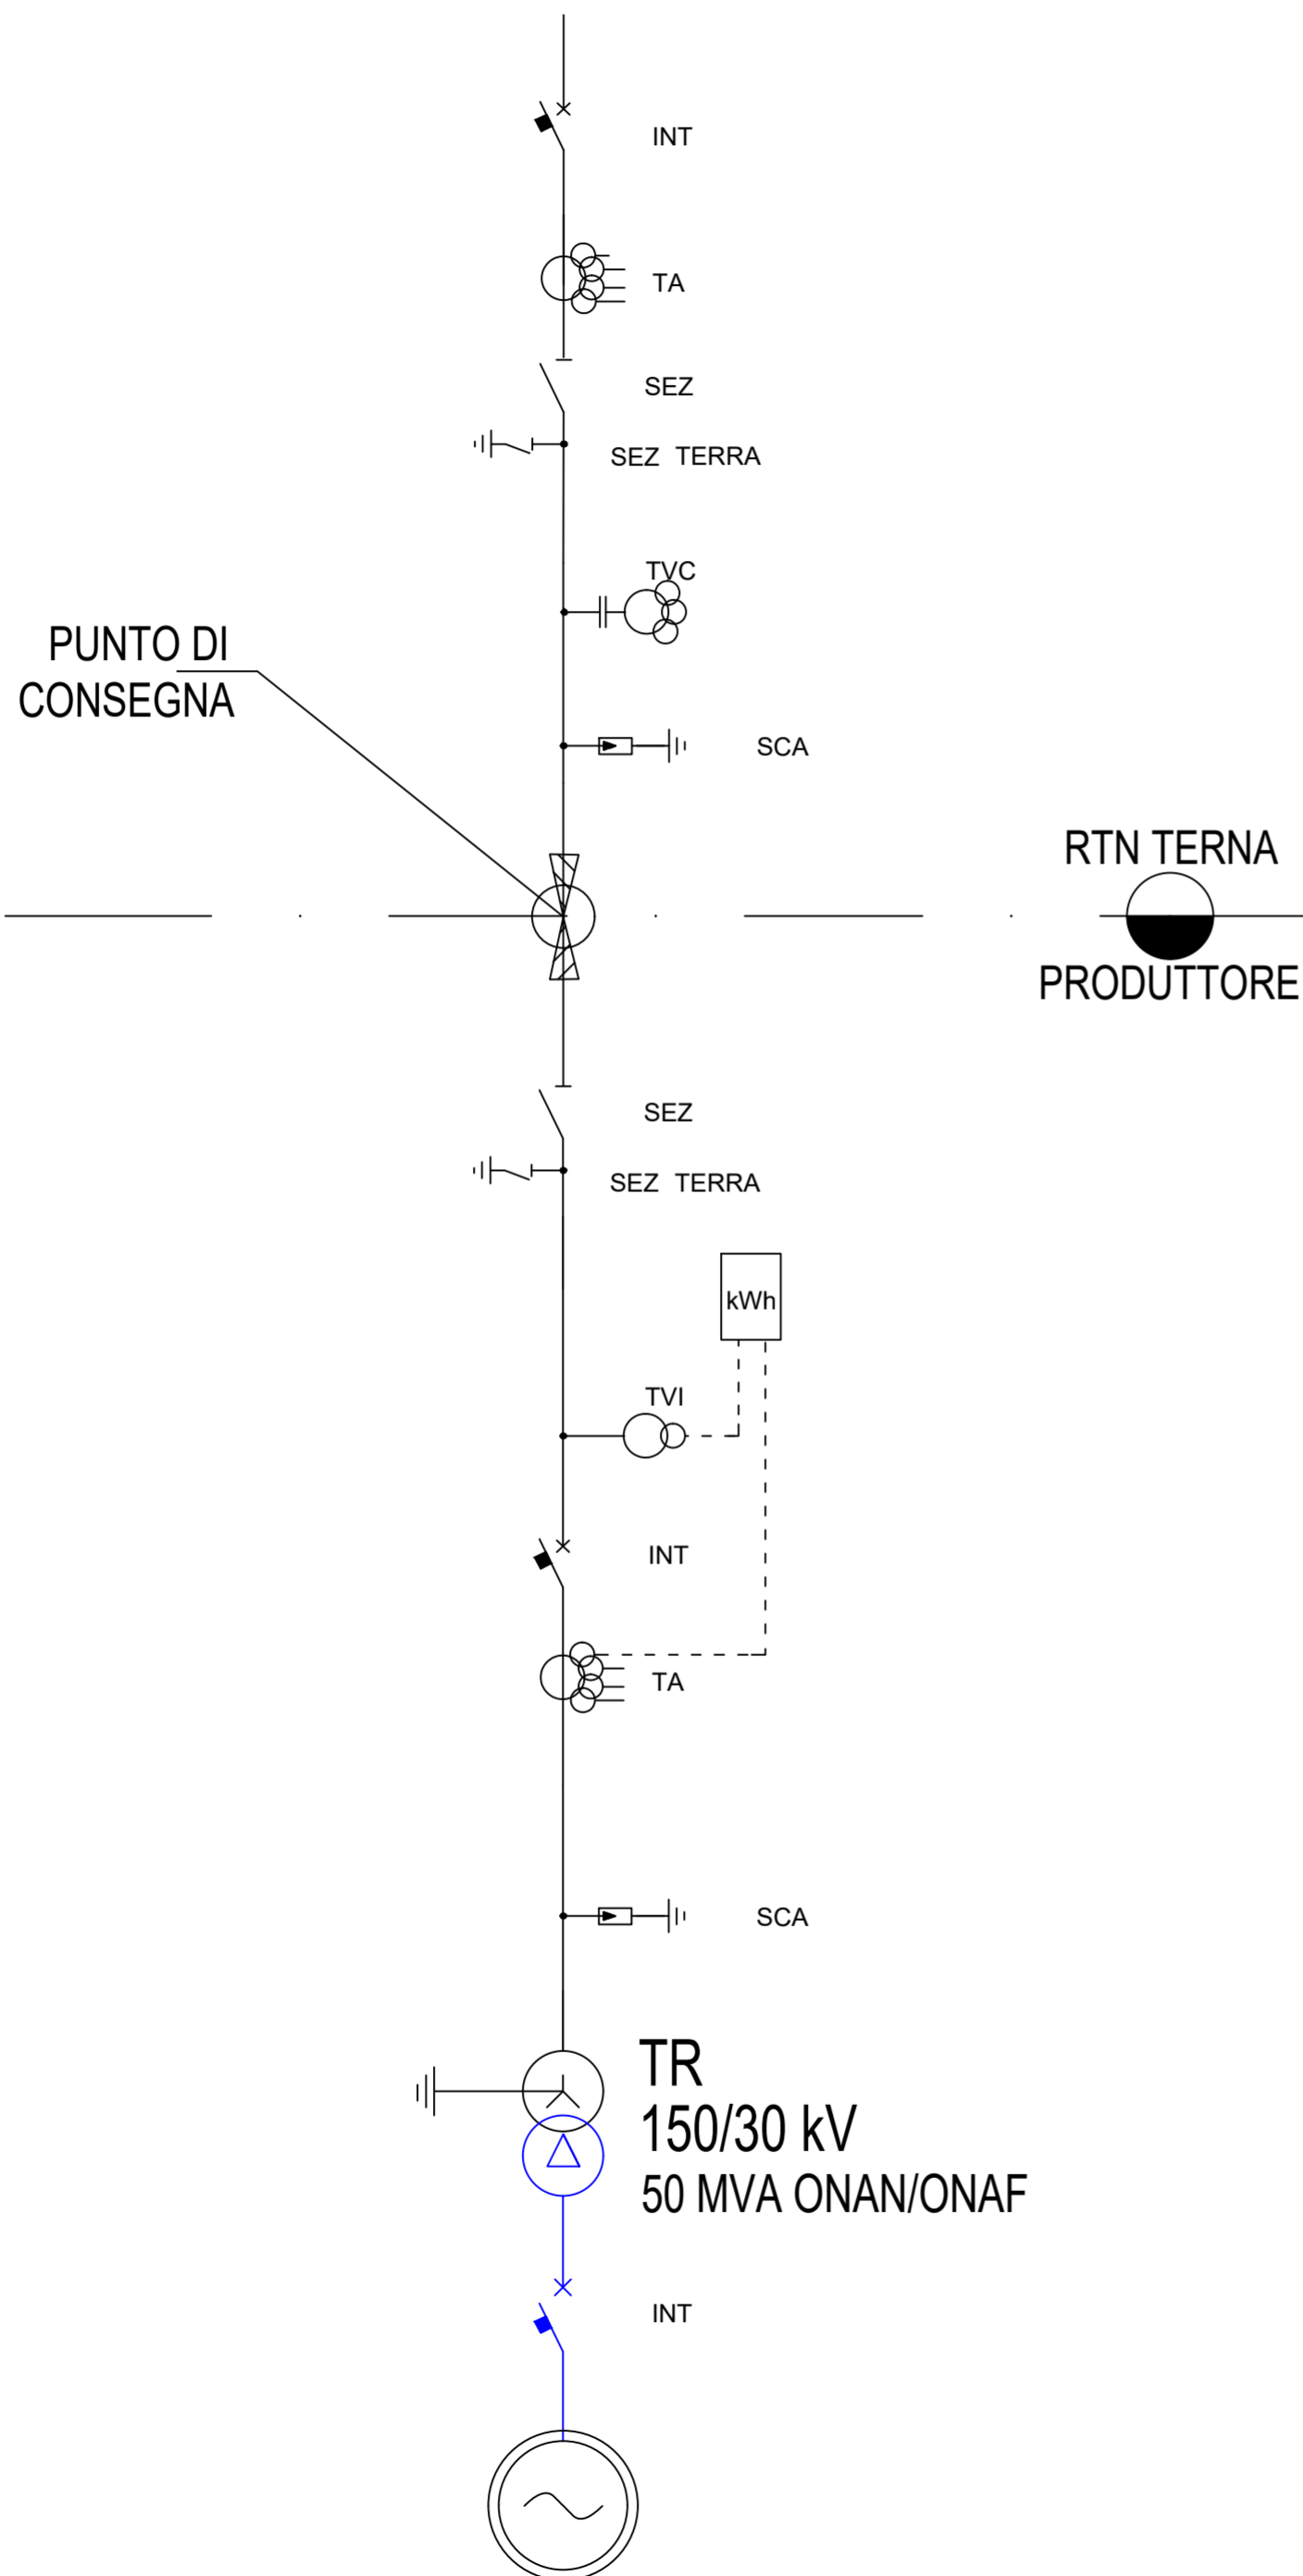 INT
TA
SEZ
SEZ TERRA
TVC
PUNTO DI
CONSEGNA
SCA
RTN TERNA
PRODUTTORE
SEZ
SEZ TERRA
kWh
TVI
INT
TA
SCA
TR
150/30 kV
50 MVA ONAN/ONAF
INT